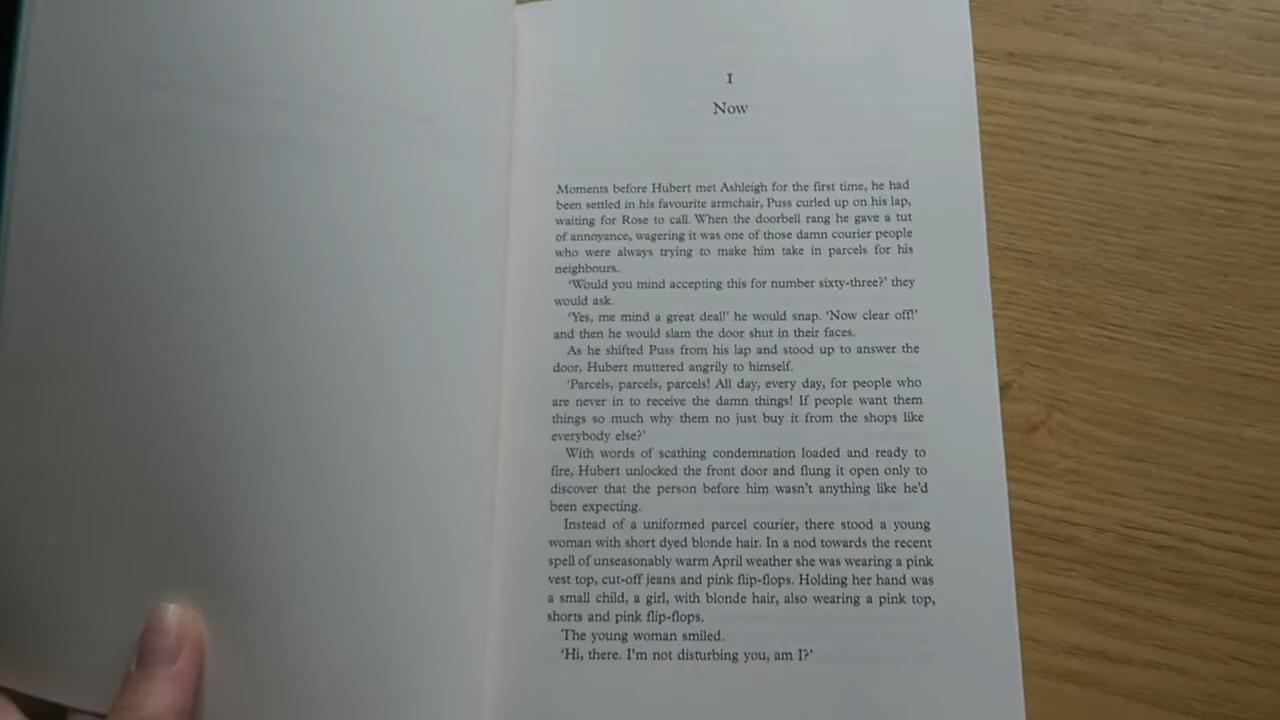 I
Now
Moments before Hubert met Ashleigh for the first time, he had
been settled in his favourite armchair, Puss curled up on his lap,
waiting for Rose to call. When the doorbell rang he gave a tut
of annoyance, wagering it was one of those damn courier people
who were always trying to make him take in parcels for his
neighbours.
‘Would you mind accepting this for number sixty-three?’ they
would ask.
‘Yes, me mind a great deal!’ he would snap. ‘Now clear off!’
and then he would slam the door shut in their faces.
As he shifted Puss from his lap and stood up to answer the
door, Hubert muttered angrily to himself.
‘Parcels, parcels, parcels! All day, every day, for people who
are never in to receive the damn things! If people want them
things so much why them no just buy it from the shops like
everybody else?’
With words of scathing condemnation loaded and ready to
fire, Hubert unlocked the front door and flung it open only to
discover that the person before him wasn’t anything like he’d
been expecting.
Instead of a uniformed parcel courier, there stood a young
woman with short dyed blonde hair. In a nod towards the recent
spell of unseasonably warm April weather she was wearing a pink
vest top, cut-off jeans and pink flip-flops. Holding her hand was
a small child, a girl, with blonde hair, also wearing a pink top,
shorts and pink flip-flops.
The young woman smiled.
‘Hi, there. I’m not disturbing you, am I?’